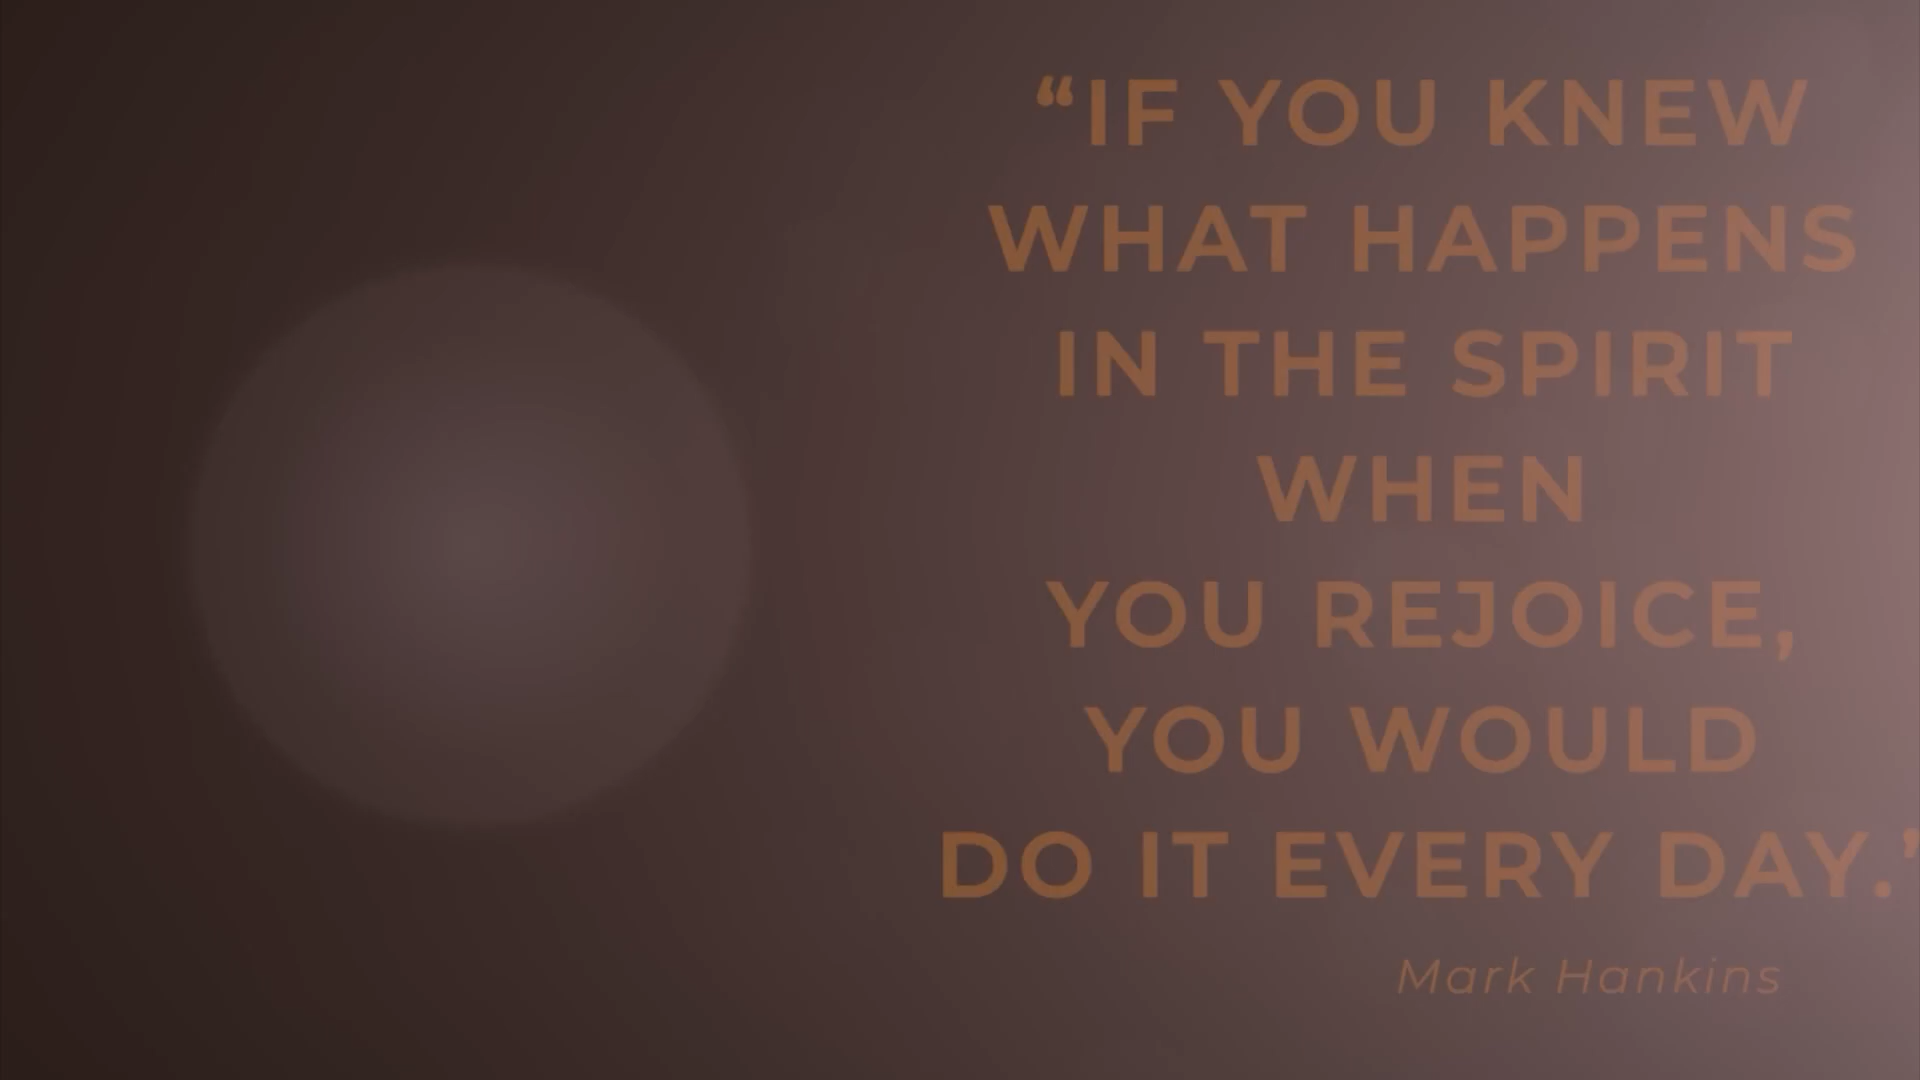 “IF YOU KNEW
WHAT HAPPENS
IN THE SPIRIT
WHEN
YOU REJOICE,
YOU WOULD
DO IT EVERY DAY.’
Mark Hankins